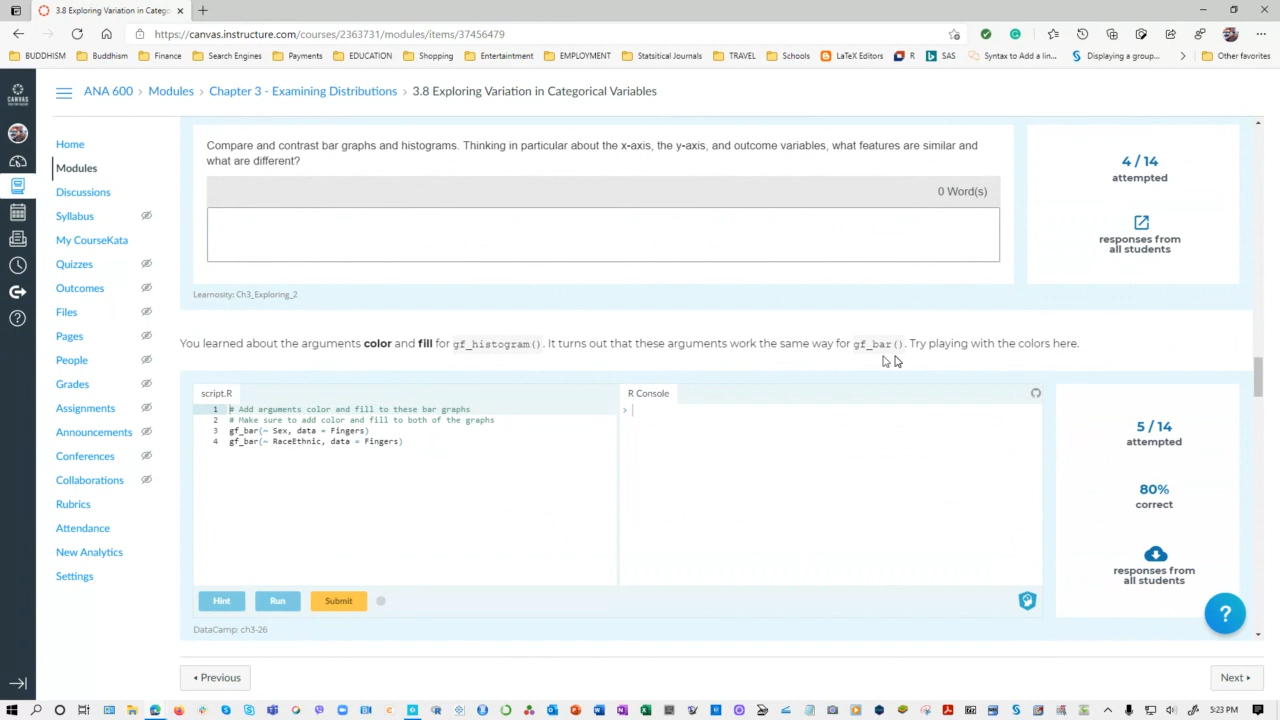 3.8 Exploring Variation in Categ
https://canvas.instructure.com/courses/2363731/modules/items/37456479
BUDDHISM Buddhism Finance Search Engines Payments EDUCATION Shopping Entertaintment EMPLOYMENT Statsitical Journals TRAVEL Schools LaTeX Editors R SAS Syntax to Add a lin... Displaying a group... Other favorites
CANVAS
ANA 600 › Modules › Chapter 3 - Examining Distributions › 3.8 Exploring Variation in Categorical Variables
Home
Modules
Discussions
Syllabus
My CourseKata
Quizzes
Outcomes
Files
Pages
People
Grades
Assignments
Announcements
Conferences
Collaborations
Rubrics
Attendance
New Analytics
Settings
Compare and contrast bar graphs and histograms. Thinking in particular about the x-axis, the y-axis, and outcome variables, what features are similar and
what are different?
0 Word(s)
4 / 14
attempted
responses from
all students
Learnosity: Ch3_Exploring_2
You learned about the arguments color and fill for gf_histogram(). It turns out that these arguments work the same way for gf_bar(). Try playing with the colors here.
script.R
1 # Add arguments color and fill to these bar graphs
2 # Make sure to add color and fill to both of the graphs
3 gf_bar(~ Sex, data = Fingers)
4 gf_bar(~ RaceEthnic, data = Fingers)
R Console
>
5 / 14
attempted
80%
correct
responses from
all students
Hint Run Submit
DataCamp: ch3-26
?
◂ Previous
Next ▸
5:23 PM